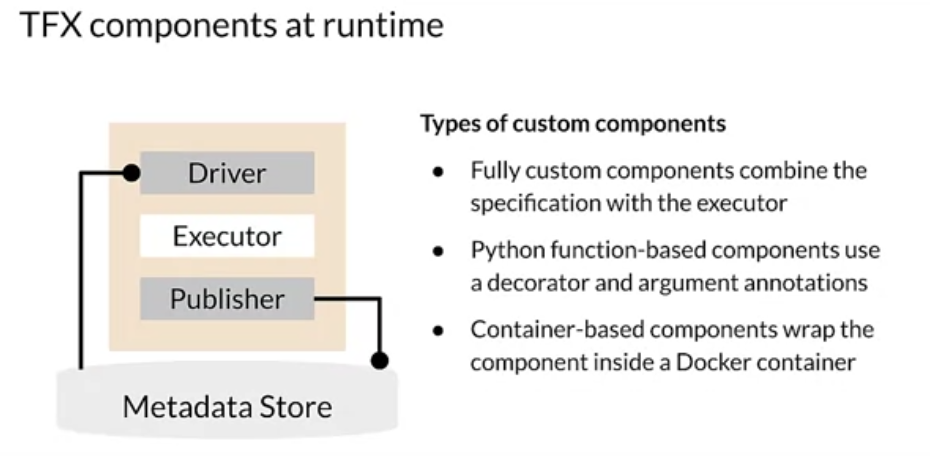 TFX components at runtime
Driver
Executor
Publisher
Metadata Store
Types of custom components
● Fully custom components combine the
specification with the executor
● Python function-based components use
a decorator and argument annotations
● Container-based components wrap the
component inside a Docker container